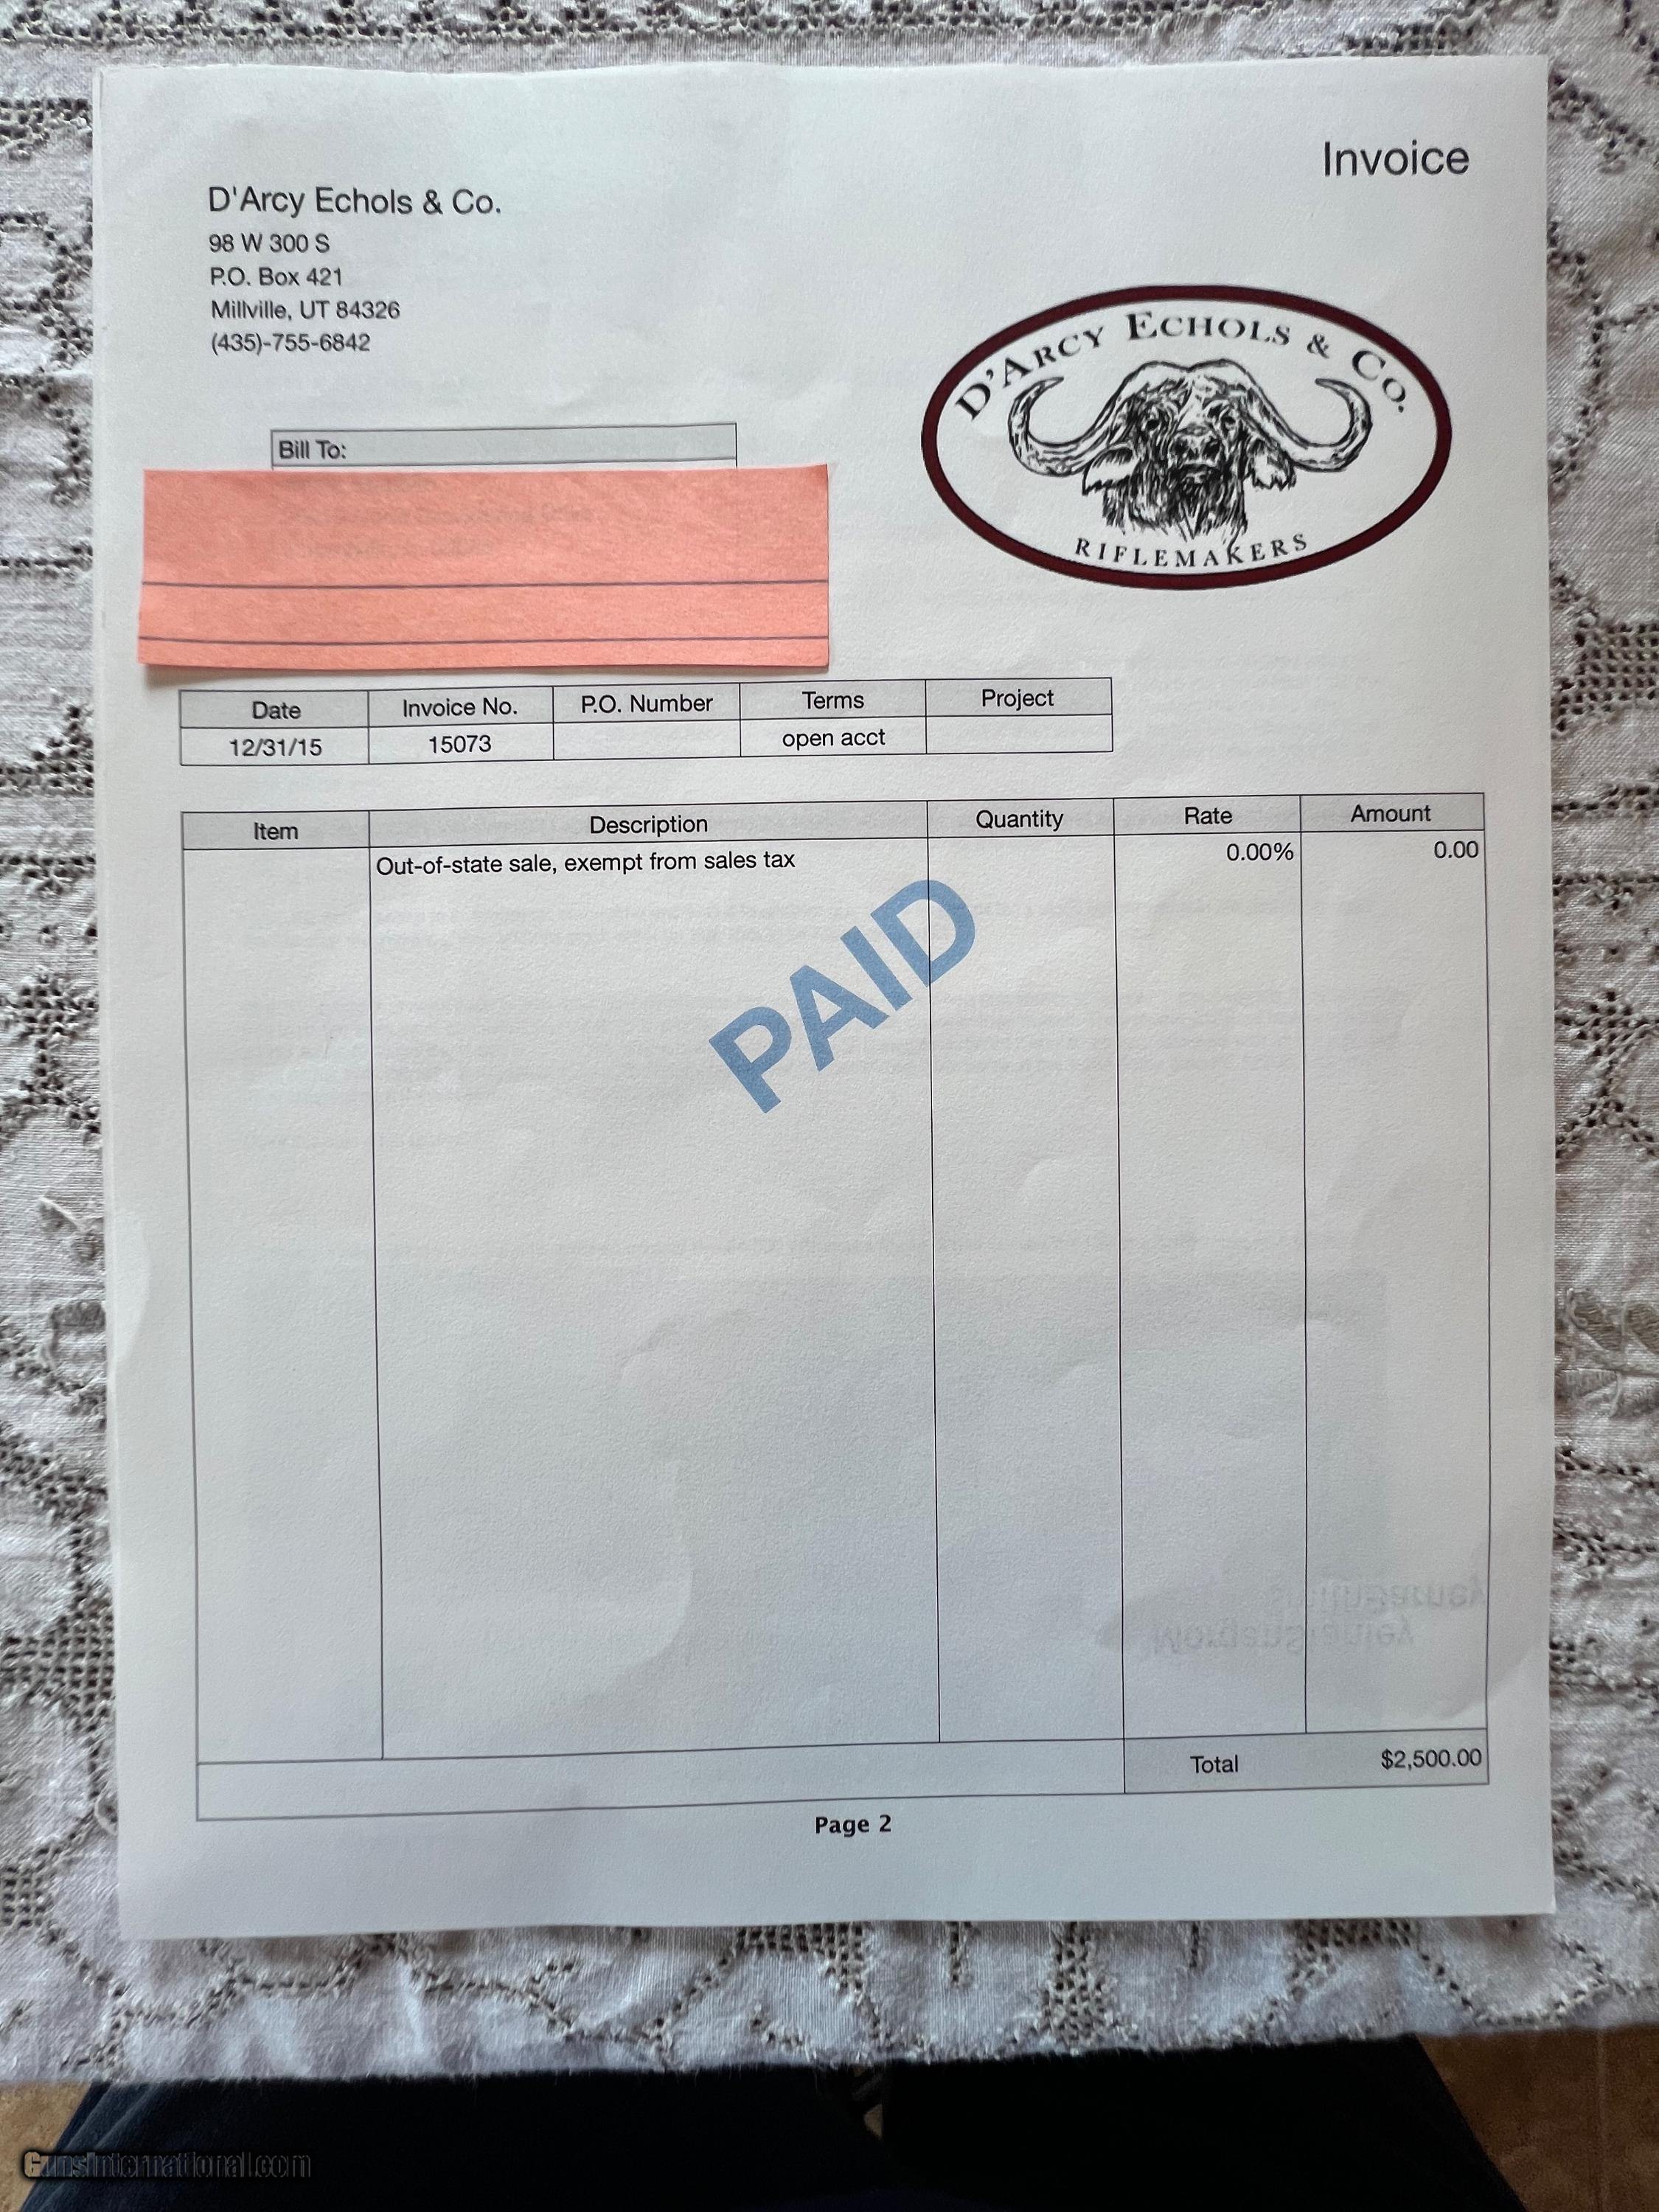 Invoice
D'Arcy Echols & Co.
98 W 300 S
P.O. Box 421
Millville, UT 84326
(435)-755-6842
D'ARCY ECHOLS & CO.
RIFLEMAKERS
Bill To:
Date Invoice No. P.O. Number Terms Project
12/31/15 15073 open acct
Item Description Quantity Rate Amount
Out-of-state sale, exempt from sales tax 0.00% 0.00
PAID
Total $2,500.00
Page 2
GunsInternational.com